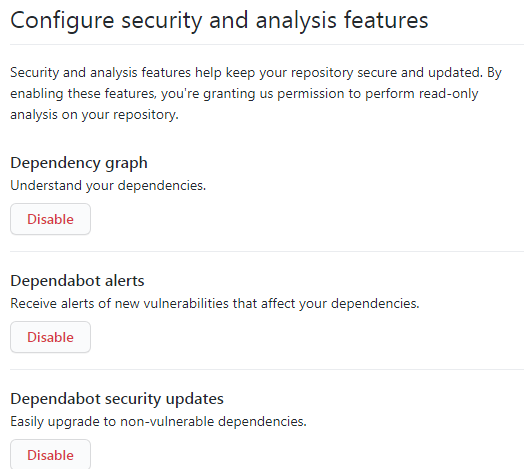 Configure security and analysis features
Security and analysis features help keep your repository secure and updated. By
enabling these features, you're granting us permission to perform read-only
analysis on your repository.
Dependency graph
Understand your dependencies.
Disable
Dependabot alerts
Receive alerts of new vulnerabilities that affect your dependencies.
Disable
Dependabot security updates
Easily upgrade to non-vulnerable dependencies.
Disable